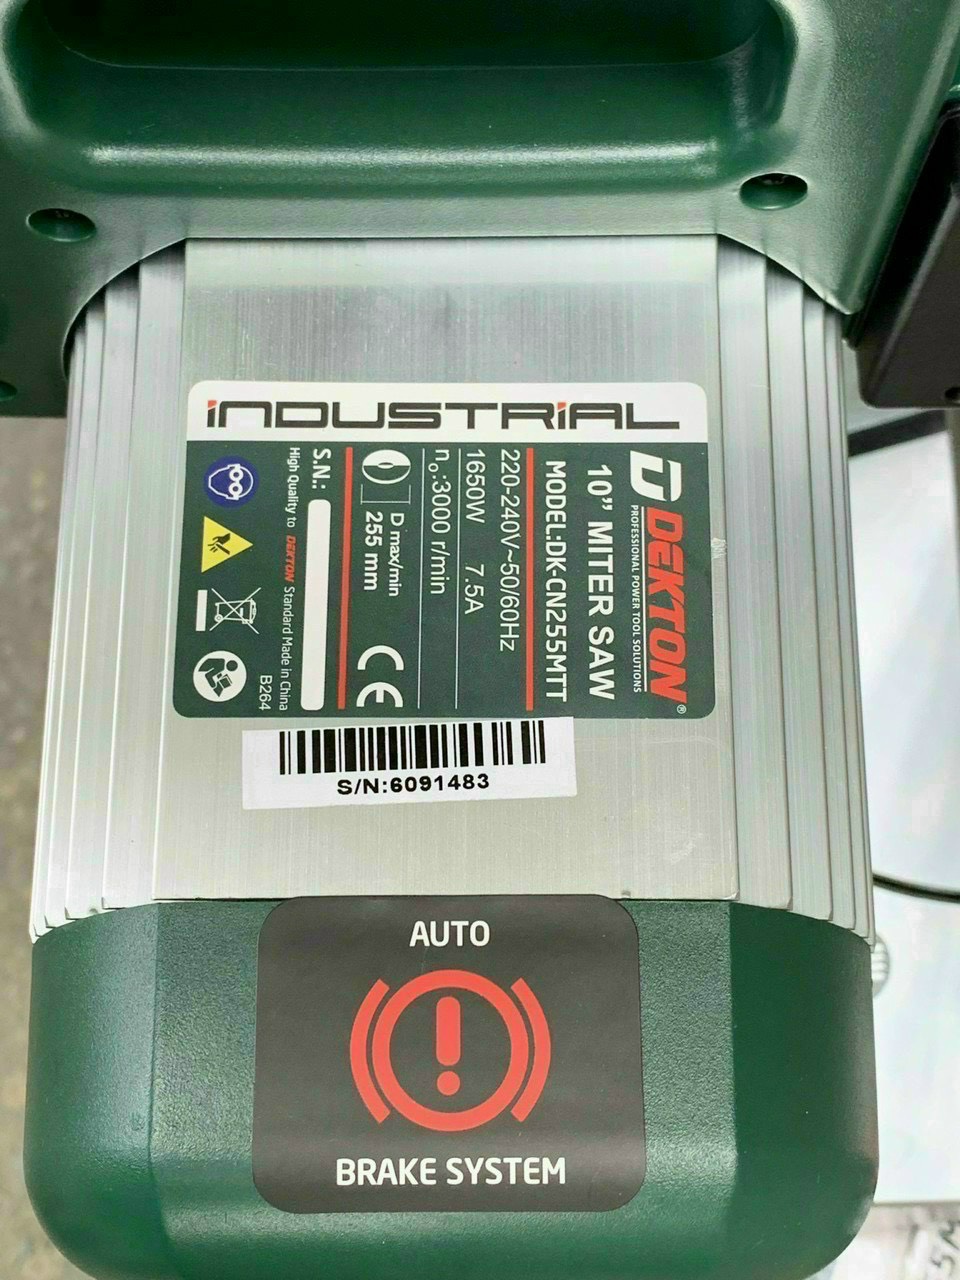 iNDUSTRiAL
DEKTON®
PROFESSIONAL POWER TOOL SOLUTIONS
10” MITER SAW
MODEL:DK-CN255MTT
220-240V~50/60Hz
1650W 7.5A
n₀:3000 r/min
D max/min
255 mm
CE
S.N.:
High Quality to DEKTON Standard Made in China
B264
S/N:6091483
AUTO
BRAKE SYSTEM